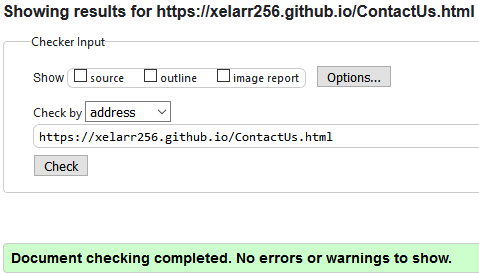 Showing results for https://xelarr256.github.io/ContactUs.html
Checker Input
Show source outline image report Options...
Check by address
https://xelarr256.github.io/ContactUs.html
Check
Document checking completed. No errors or warnings to show.